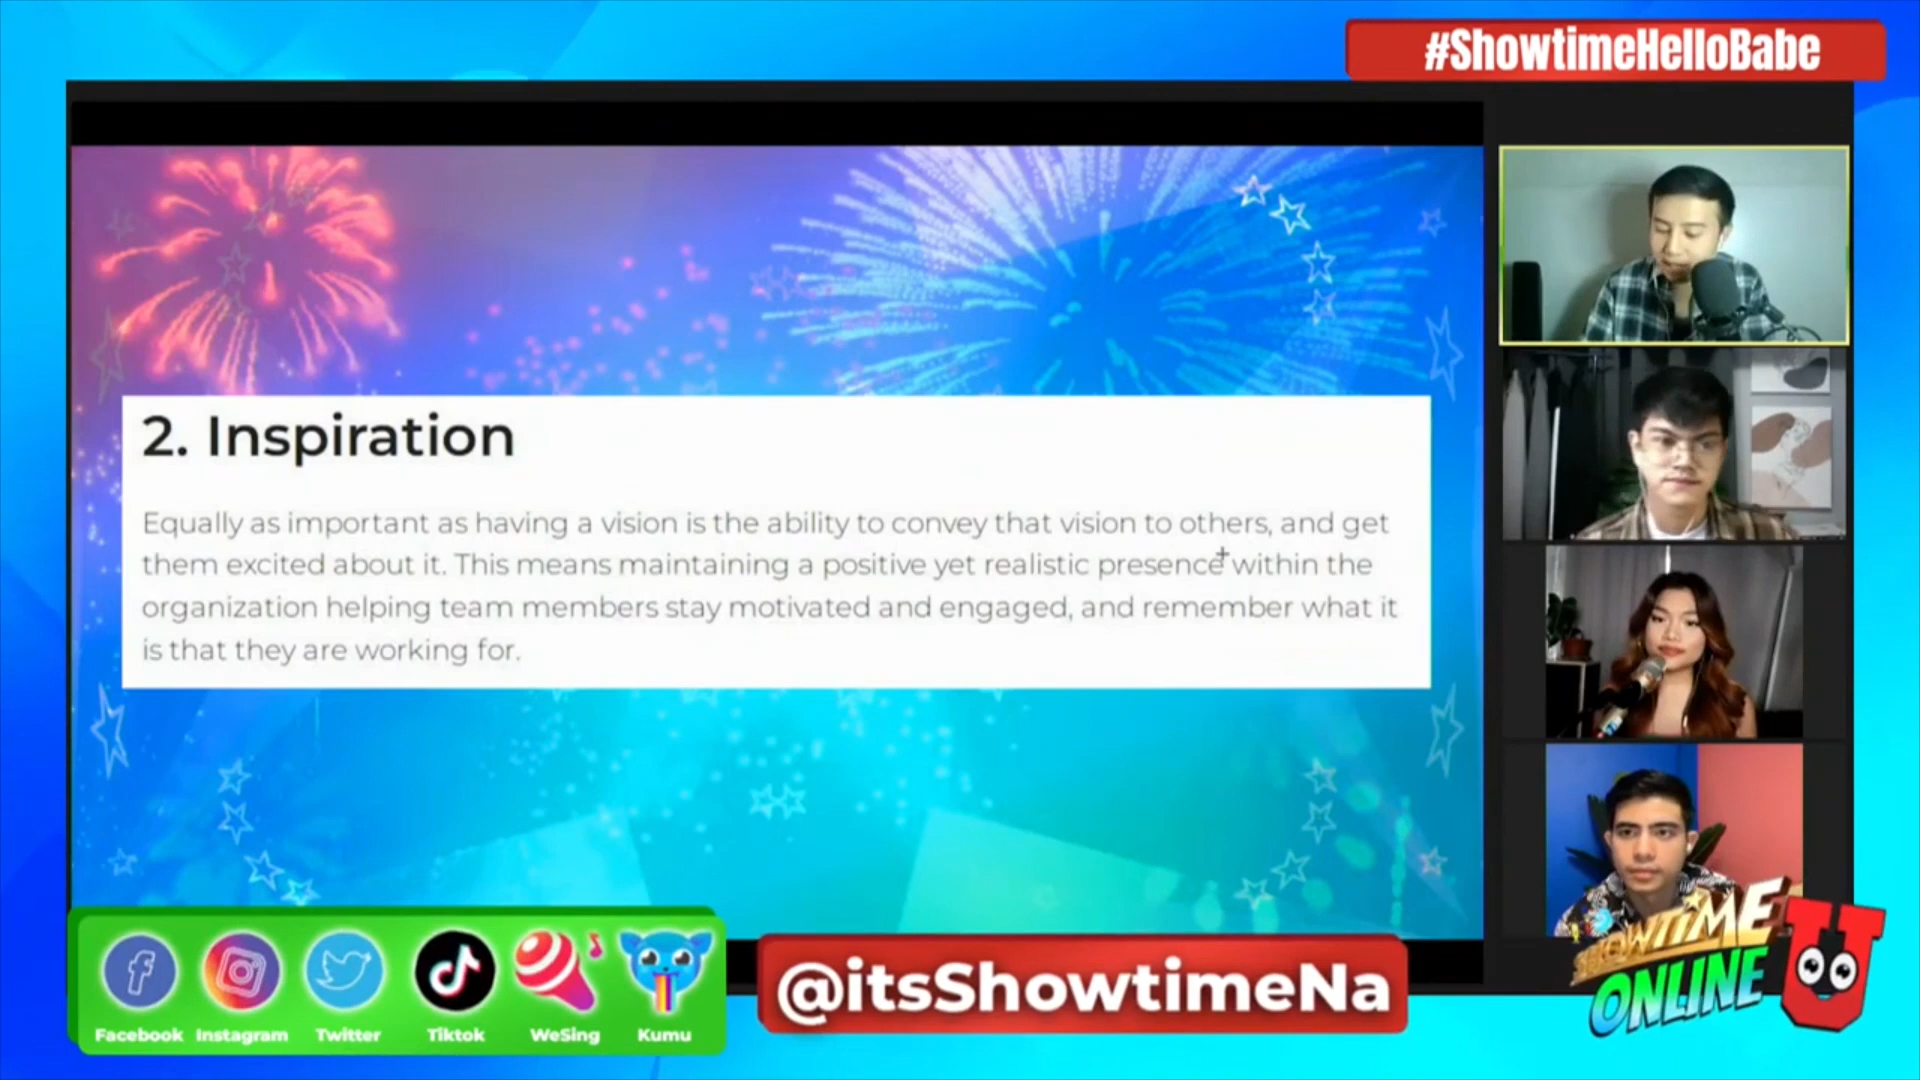 #ShowtimeHelloBabe
2. Inspiration
Equally as important as having a vision is the ability to convey that vision to others, and get
them excited about it. This means maintaining a positive yet realistic presence within the
organization helping team members stay motivated and engaged, and remember what it
is that they are working for.
Facebook Instagram Twitter Tiktok WeSing Kumu
@itsShowtimeNa
SHOWTIME
ONLINE U